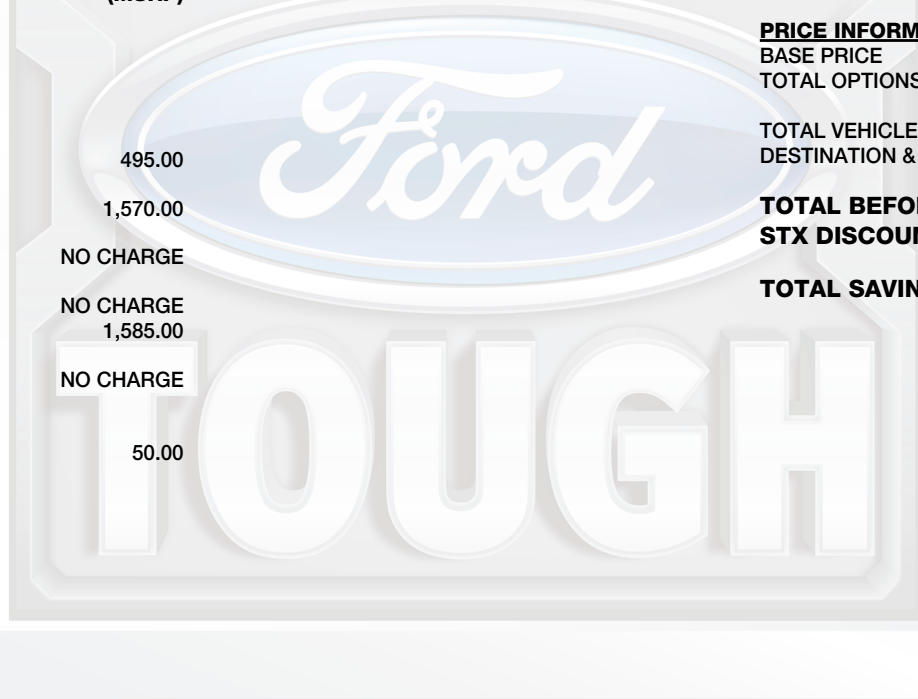 (MSRP)
495.00
1,570.00
NO CHARGE
NO CHARGE
1,585.00
NO CHARGE
50.00
PRICE INFORM
BASE PRICE
TOTAL OPTIONS
TOTAL VEHICLE
DESTINATION &
TOTAL BEFO
STX DISCOUN
TOTAL SAVIN
Ford
TOUGH